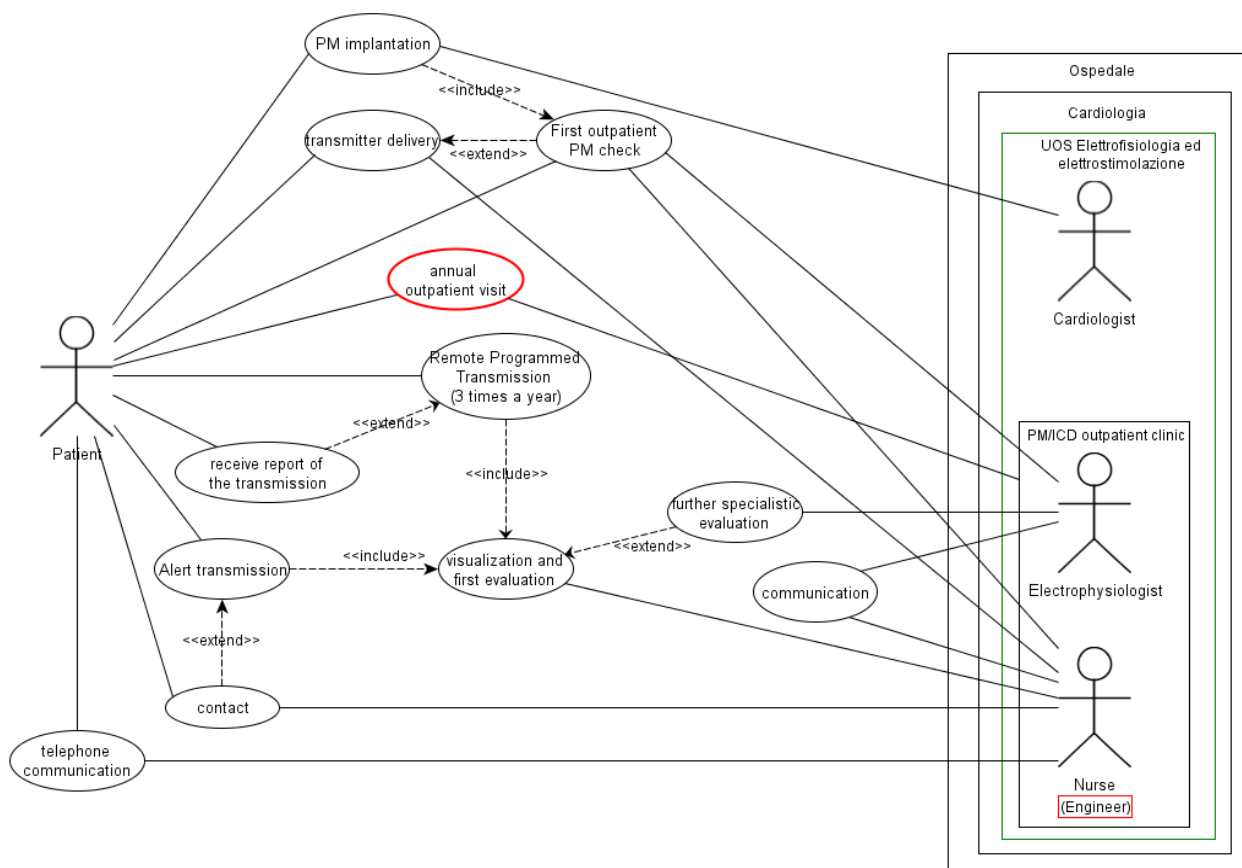 PM implantation
<<include>>
transmitter delivery
<<extend>>
First outpatient
PM check
annual
outpatient visit
Remote Programmed
Transmission
(3 times a year)
<<extend>>
receive report of
the transmission
<<include>>
further specialistic
evaluation
<<extend>>
Alert transmission
<<include>>
visualization and
first evaluation
communication
<<extend>>
contact
telephone
communication
Patient
Ospedale
Cardiologia
UOS Elettrofisiologia ed
elettrostimolazione
Cardiologist
PM/ICD outpatient clinic
Electrophysiologist
Nurse
(Engineer)